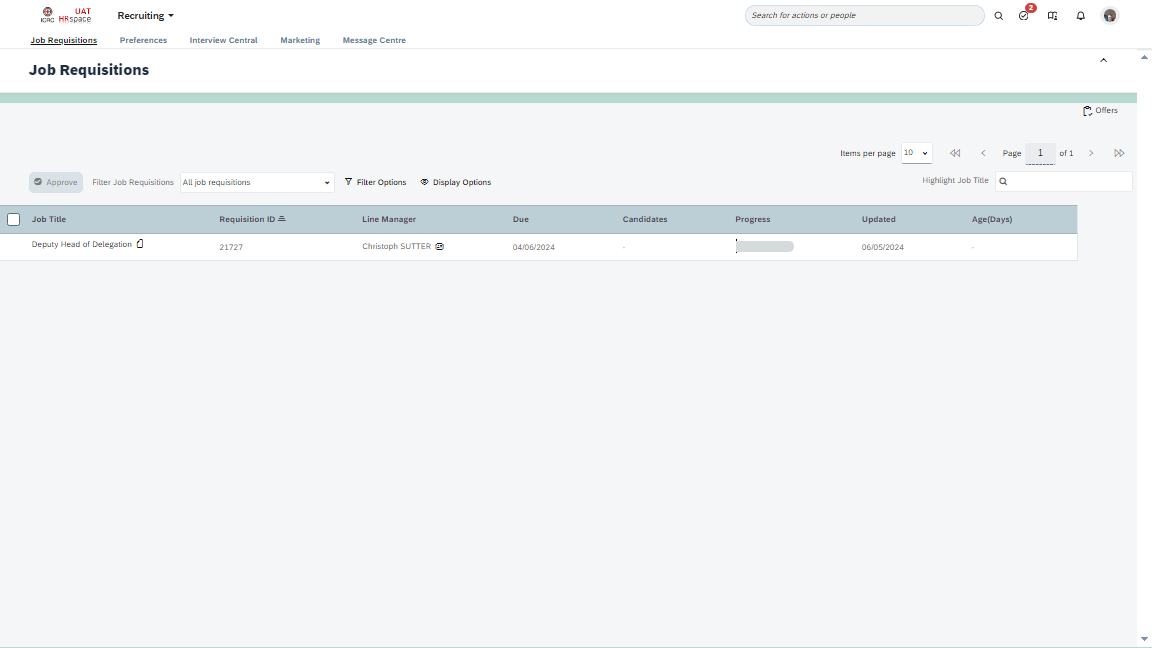 ICRC UAT HRspace Recruiting Search for actions or people 2
Job Requisitions Preferences Interview Central Marketing Message Centre
Job Requisitions
Offers
Items per page 10 Page 1 of 1
Approve Filter Job Requisitions All job requisitions Filter Options Display Options Highlight Job Title
Job Title Requisition ID Line Manager Due Candidates Progress Updated Age(Days)
Deputy Head of Delegation 21727 Christoph SUTTER 04/06/2024 - 06/05/2024 -